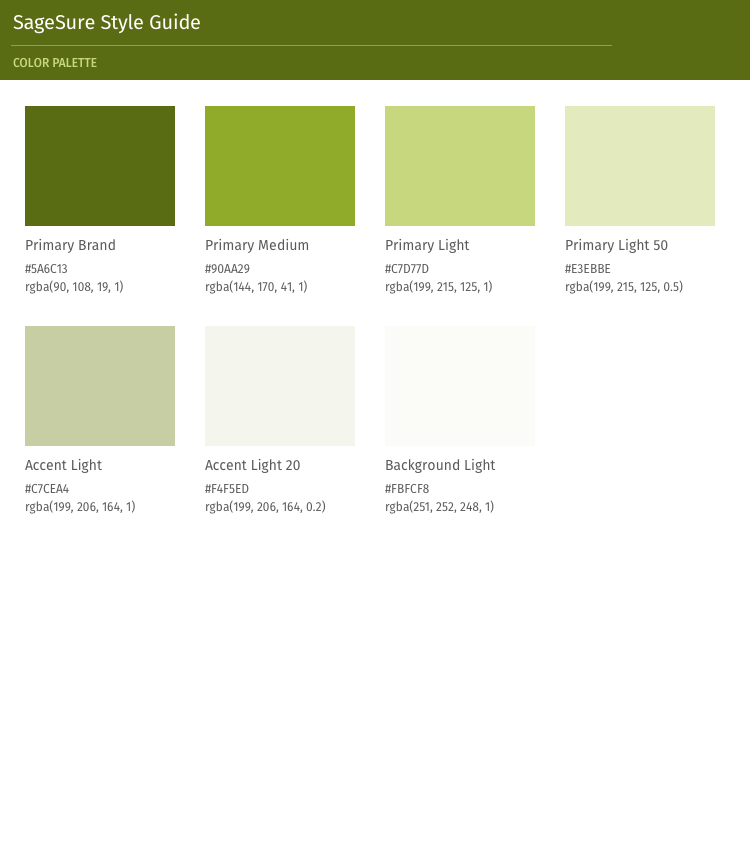 SageSure Style Guide
COLOR PALETTE
Primary Brand
#5A6C13
rgba(90, 108, 19, 1)
Primary Medium
#90AA29
rgba(144, 170, 41, 1)
Primary Light
#C7D77D
rgba(199, 215, 125, 1)
Primary Light 50
#E3EBBE
rgba(199, 215, 125, 0.5)
Accent Light
#C7CEA4
rgba(199, 206, 164, 1)
Accent Light 20
#F4F5ED
rgba(199, 206, 164, 0.2)
Background Light
#FBFCF8
rgba(251, 252, 248, 1)